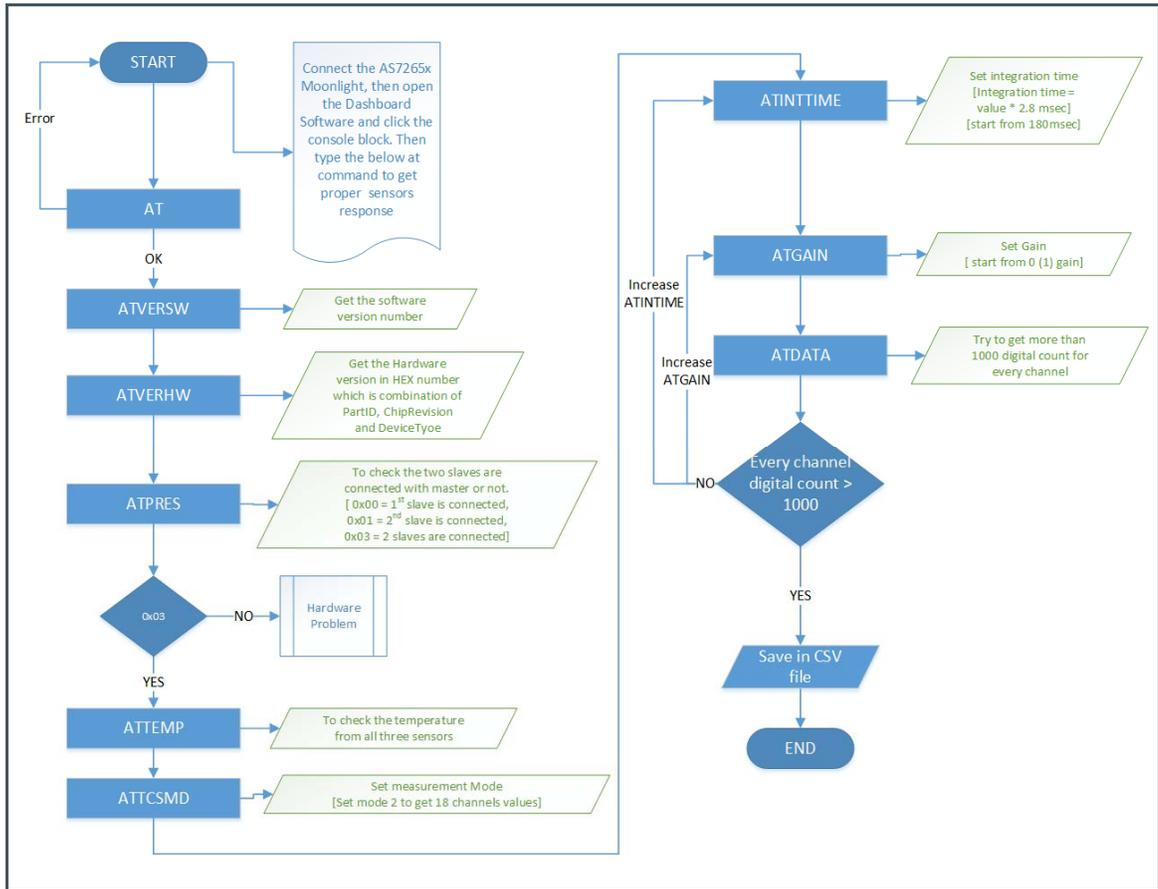 START
Connect the AS7265x
Moonlight, then open
the Dashboard
Software and click the
console block. Then
type the below at
command to get
proper sensors
response
Error
AT
OK
ATVERSW
Get the software
version number
ATVERHW
Get the Hardware
version in HEX number
which is combination of
PartID, ChipRevision
and DeviceTyoe
ATPRES
To check the two slaves are
connected with master or not.
[ 0x00 = 1st slave is connected,
0x01 = 2nd slave is connected,
0x03 = 2 slaves are connected]
0x03
NO
Hardware
Problem
YES
ATTEMP
To check the temperature
from all three sensors
ATTCSMD
Set measurement Mode
[Set mode 2 to get 18 channels values]
ATINTTIME
Set integration time
[Integration time =
value * 2.8 msec]
[start from 180msec]
ATGAIN
Set Gain
[ start from 0 (1) gain]
Increase
ATINTIME
ATDATA
Try to get more than
1000 digital count for
every channel
Increase
ATGAIN
Every channel
digital count >
1000
NO
YES
Save in CSV
file
END